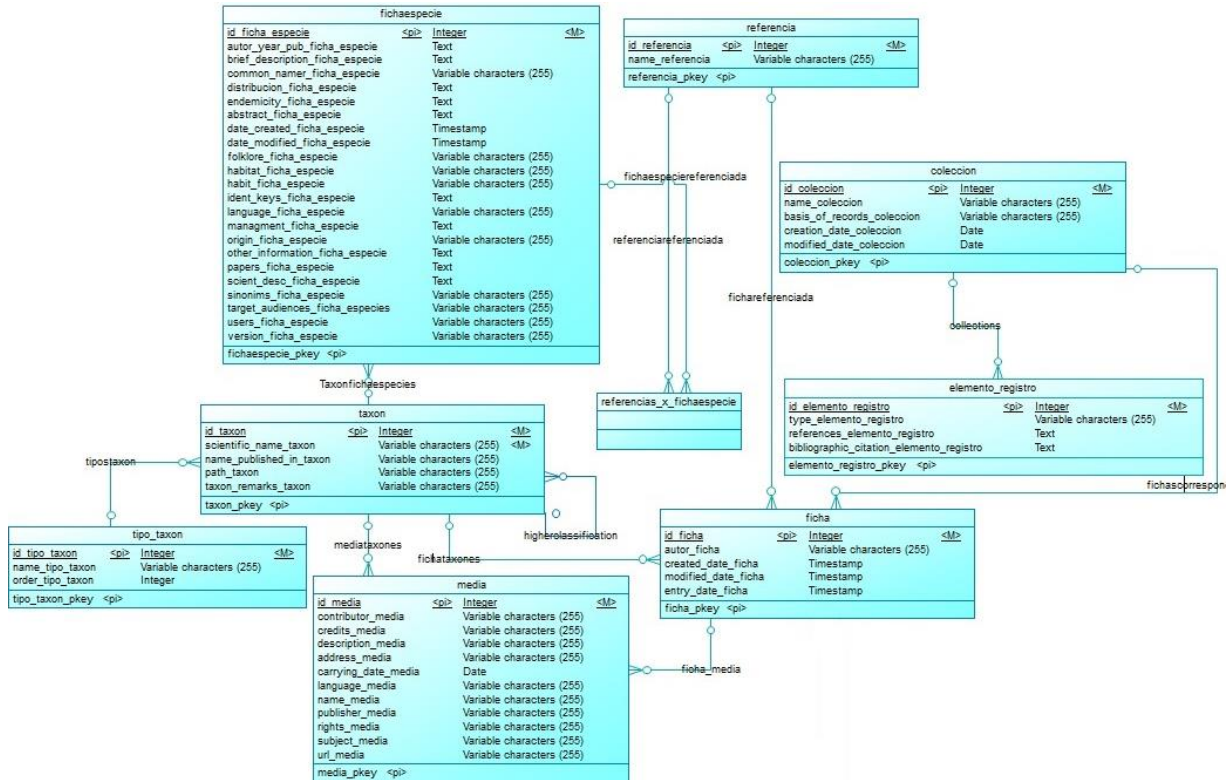 fichaespecie
id_ficha_especie <pi> Integer <M>
autor_year_pub_ficha_especie Text
brief_description_ficha_especie Text
common_namer_ficha_especie Variable characters (255)
distribucion_ficha_especie Text
endemicity_ficha_especie Text
abstract_ficha_especie Text
date_created_ficha_especie Timestamp
date_modified_ficha_especie Timestamp
folklore_ficha_especie Variable characters (255)
habitat_ficha_especie Variable characters (255)
habit_ficha_especie Variable characters (255)
ident_keys_ficha_especie Text
language_ficha_especie Variable characters (255)
managment_ficha_especie Text
origin_ficha_especie Variable characters (255)
other_information_ficha_especie Text
papers_ficha_especie Text
scient_desc_ficha_especie Text
sinonims_ficha_especie Variable characters (255)
target_audiences_ficha_especies Variable characters (255)
users_ficha_especie Variable characters (255)
version_ficha_especie Variable characters (255)
fichaespecie_pkey <pi>
referencia
id_referencia <pi> Integer <M>
name_referencia Variable characters (255)
referencia_pkey <pi>
fichaespeciereferenciada
referenciareferenciada
fichareferenciada
coleccion
id_coleccion <pi> Integer <M>
name_coleccion Variable characters (255)
basis_of_records_coleccion Variable characters (255)
creation_date_coleccion Date
modified_date_coleccion Date
coleccion_pkey <pi>
collections
Taxonfichaespecies
referencias_x_fichaespecie
elemento_registro
id_elemento_registro <pi> Integer <M>
type_elemento_registro Variable characters (255)
references_elemento_registro Text
bibliographic_citation_elemento_registro Text
elemento_registro_pkey <pi>
fichascorrespond
taxon
id_taxon <pi> Integer <M>
scientific_name_taxon Variable characters (255) <M>
name_published_in_taxon Variable characters (255)
path_taxon Variable characters (255)
taxon_remarks_taxon Variable characters (255)
taxon_pkey <pi>
tipostaxon
higherclassification
mediataxones
fichataxones
tipo_taxon
id_tipo_taxon <pi> Integer <M>
name_tipo_taxon Variable characters (255)
order_tipo_taxon Integer
tipo_taxon_pkey <pi>
ficha
id_ficha <pi> Integer <M>
autor_ficha Variable characters (255)
created_date_ficha Timestamp
modified_date_ficha Timestamp
entry_date_ficha Timestamp
ficha_pkey <pi>
ficha_media
media
id_media <pi> Integer <M>
contributor_media Variable characters (255)
credits_media Variable characters (255)
description_media Variable characters (255)
address_media Variable characters (255)
carrying_date_media Date
language_media Variable characters (255)
name_media Variable characters (255)
publisher_media Variable characters (255)
rights_media Variable characters (255)
subject_media Variable characters (255)
url_media Variable characters (255)
media_pkey <pi>